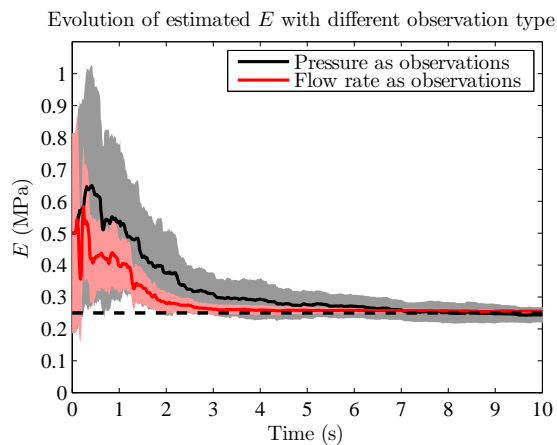 Evolution of estimated E with different observation type
Pressure as observations
Flow rate as observations
E (MPa)
1
0.9
0.8
0.7
0.6
0.5
0.4
0.3
0.2
0.1
0
0 1 2 3 4 5 6 7 8 9 10
Time (s)